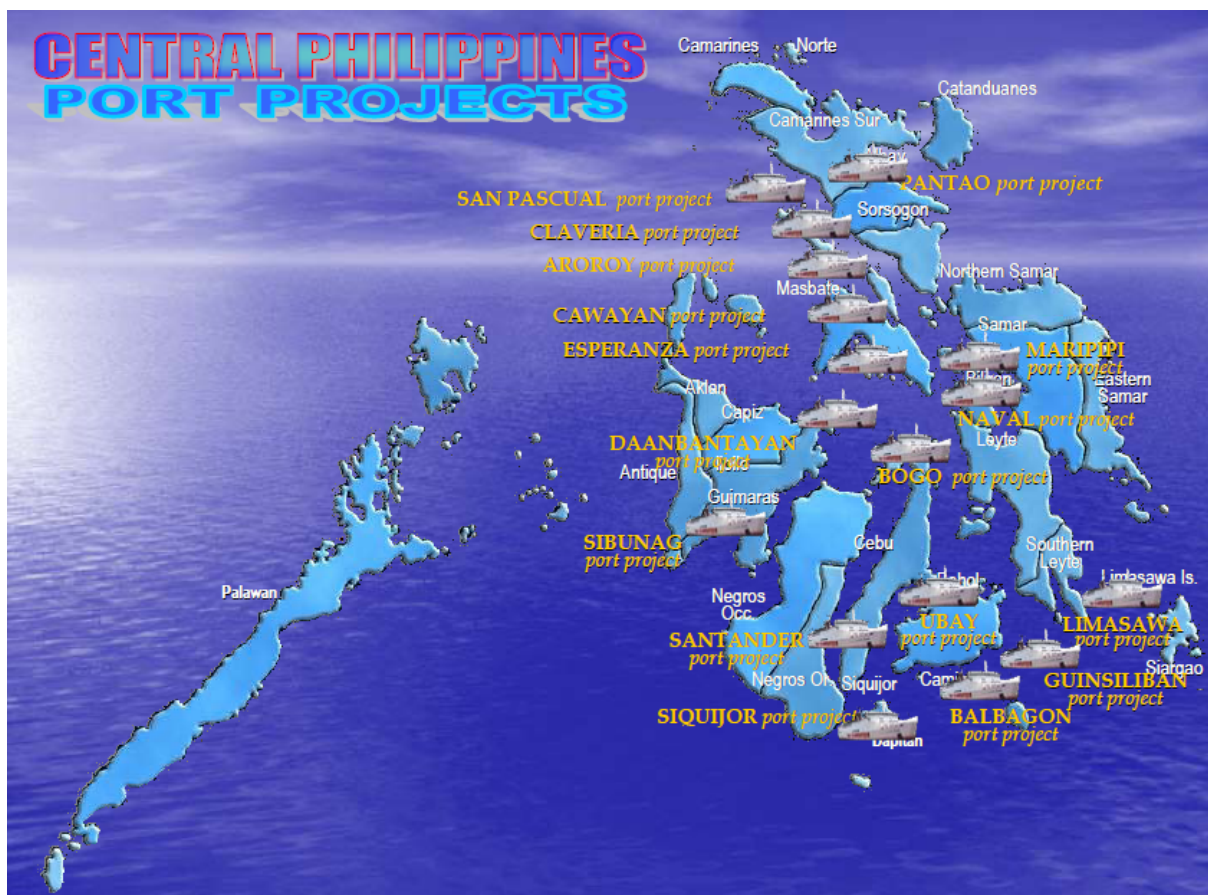 CENTRAL PHILIPPINES
PORT PROJECTS
Camarines Norte
Catanduanes
Camarines Sur
PANTAO port project
SAN PASCUAL port project
Sorsogon
CLAVERIA port project
AROROY port project
Northern Samar
Masbate
CAWAYAN port project
Samar
ESPERANZA port project
MARIPIPI
port project
Eastern
Samar
Aklan
Capiz
NAVAL port project
Leyte
DAANBANTAYAN
port project
Antique
BOGO port project
Guimaras
SIBUNAG
port project
Cebu
Southern
Leyte
Limasawa Is.
Palawan
Negros
Occ.
UBAY
port project
LIMASAWA
port project
SANTANDER
port project
Siargao
Negros Or.
Siquijor
GUINSILIBAN
port project
SIQUIJOR port project
BALBAGON
port project
Dapitan